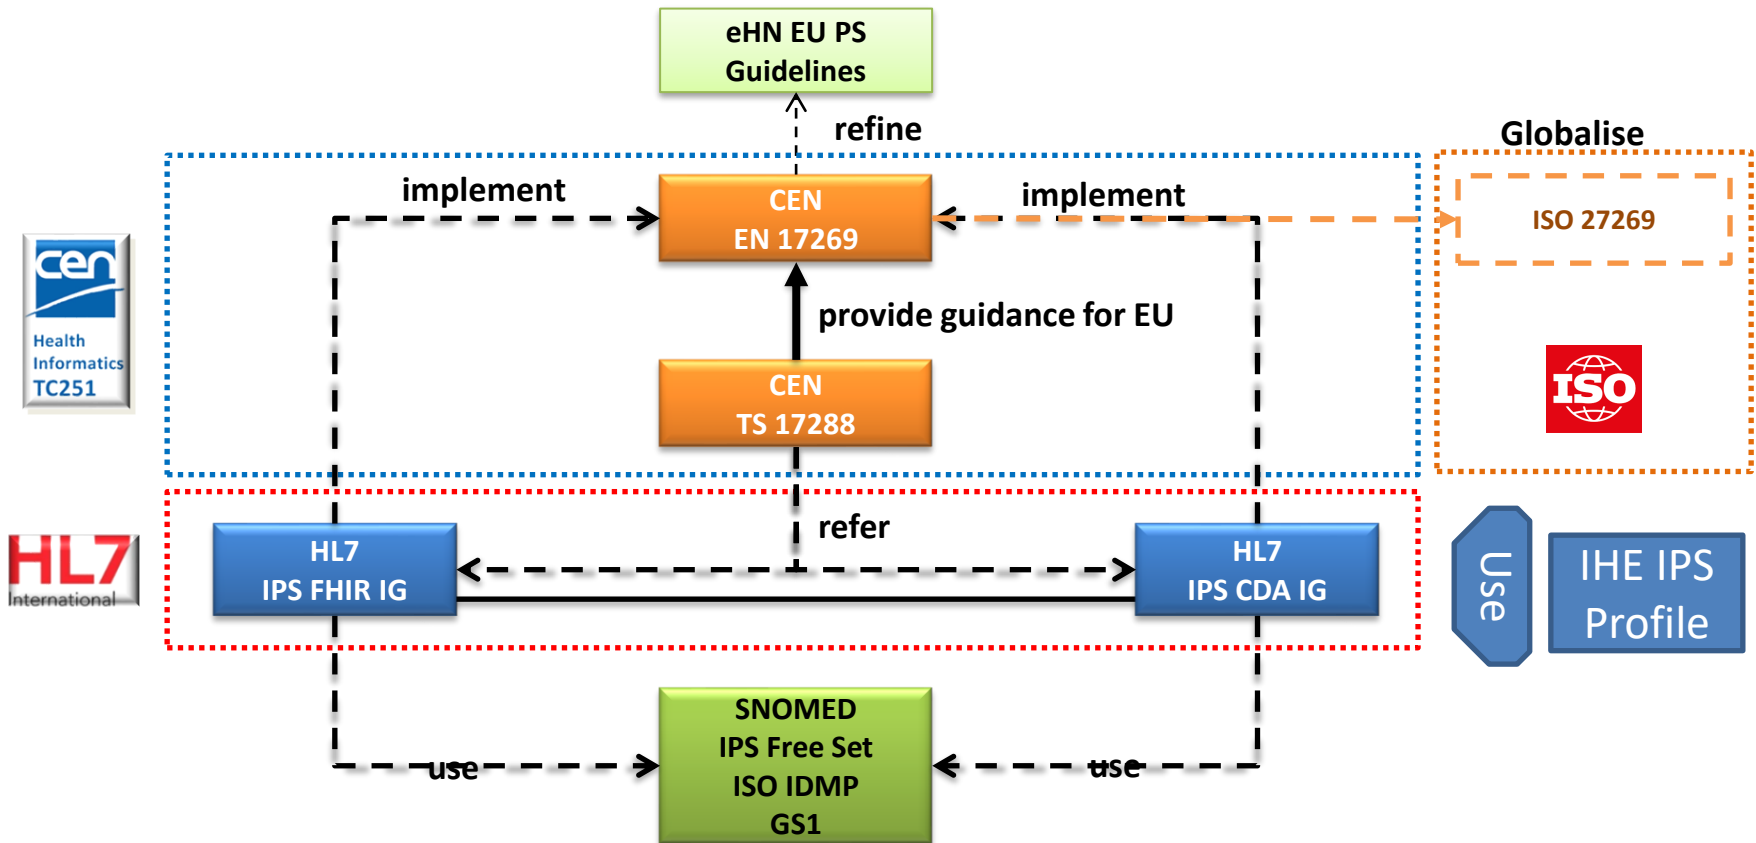 eHN EU PS
Guidelines
refine
Globalise
implement
CEN
EN 17269
implement
ISO 27269
cen
Health
Informatics
TC251
provide guidance for EU
CEN
TS 17288
ISO
HL7
International
HL7
IPS FHIR IG
refer
HL7
IPS CDA IG
Use
IHE IPS
Profile
use
SNOMED
IPS Free Set
ISO IDMP
GS1
use